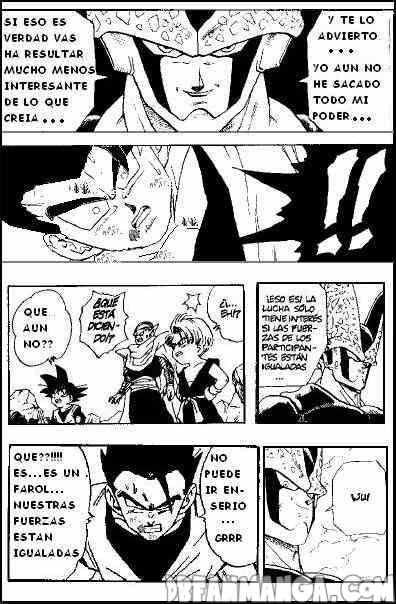 SI ESO ES
VERDAD VAS
HA RESULTAR
MUCHO MENOS
INTERESANTE
DE LO QUE
CREIA...
Y TE LO
ADVIERTO
...
YO AUN NO
HE SACADO
TODO MI
PODER...
!!
QUE
AUN
NO??
¿QUÉ
ESTÁ
DICIEN-
DO!?
¿E...
EH!?
¡ESO ES! LA
LUCHA SÓLO
TIENE INTERÉS
SI LAS FUER-
ZAS DE LOS
PARTICIPAN-
TES ESTÁN
IGUALADAS
...
QUE??!!!!
ES...ES UN
FAROL...
NUESTRAS
FUERZAS
ESTAN
IGUALADAS
NO
PUEDE
IR EN-
SERIO
...
GRRR
DBFANMANGA.COM